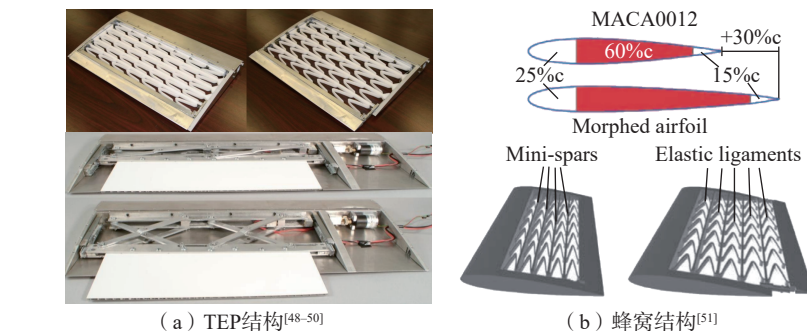 MACA0012
+30%c
60%c
25%c
15%c
Morphed airfoil
Mini-spars
Elastic ligaments
（a）TEP结构[48–50]
（b）蜂窝结构[51]